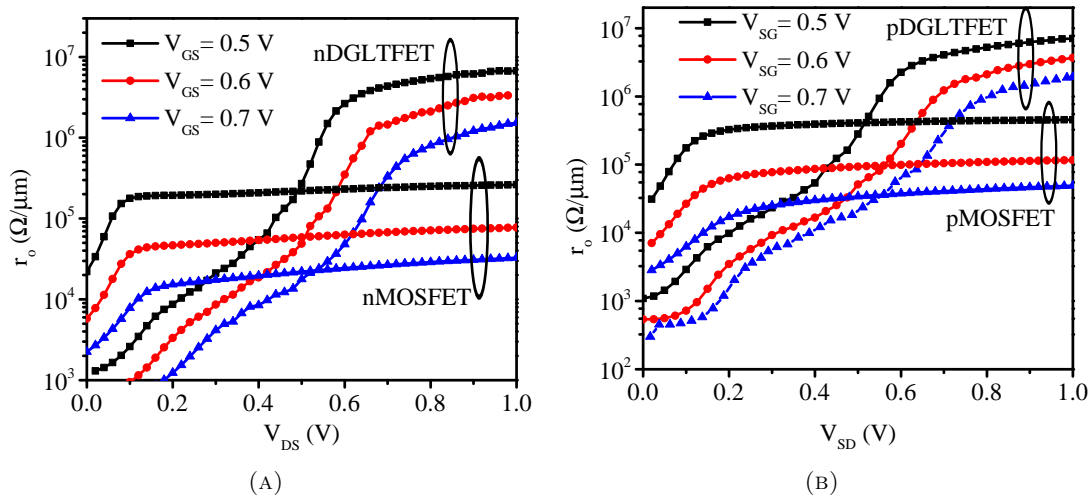 V_GS= 0.5 V
V_GS= 0.6 V
V_GS= 0.7 V
nDGLTFET
nMOSFET
r_o (Ω/µm)
10^7
10^6
10^5
10^4
10^3
0.0 0.2 0.4 0.6 0.8 1.0
V_DS (V)
(A)
V_SG= 0.5 V
V_SG= 0.6 V
V_SG= 0.7 V
pDGLTFET
pMOSFET
r_o (Ω/µm)
10^7
10^6
10^5
10^4
10^3
10^2
0.0 0.2 0.4 0.6 0.8 1.0
V_SD (V)
(B)